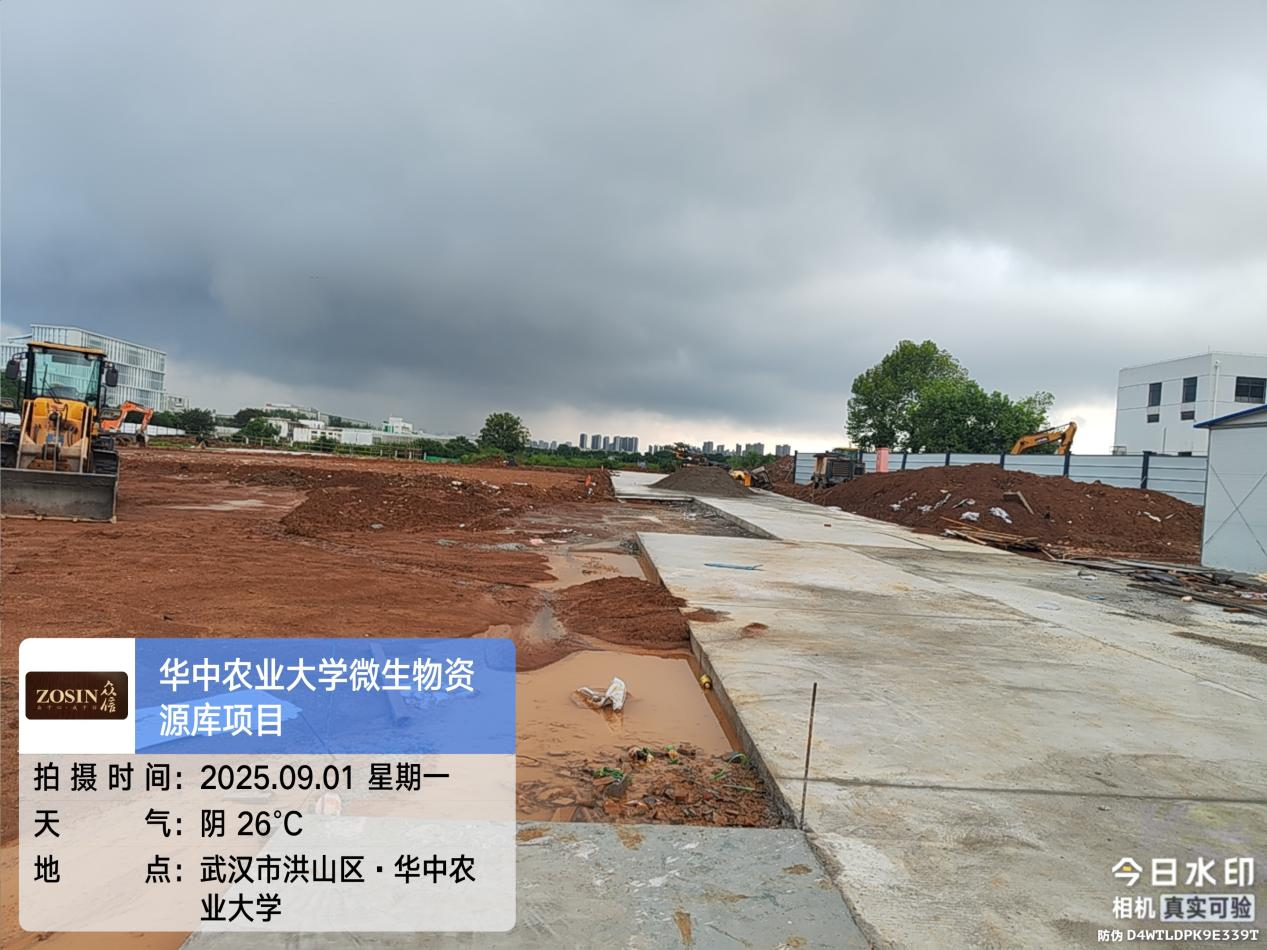 华中农业大学微生物资
源库项目
ZOSIN 众信
拍摄时间：2025.09.01 星期一
天气：阴 26℃
地点：武汉市洪山区·华中农
业大学
今日水印
相机 真实可验
防伪 D4WTLDPK9E339T